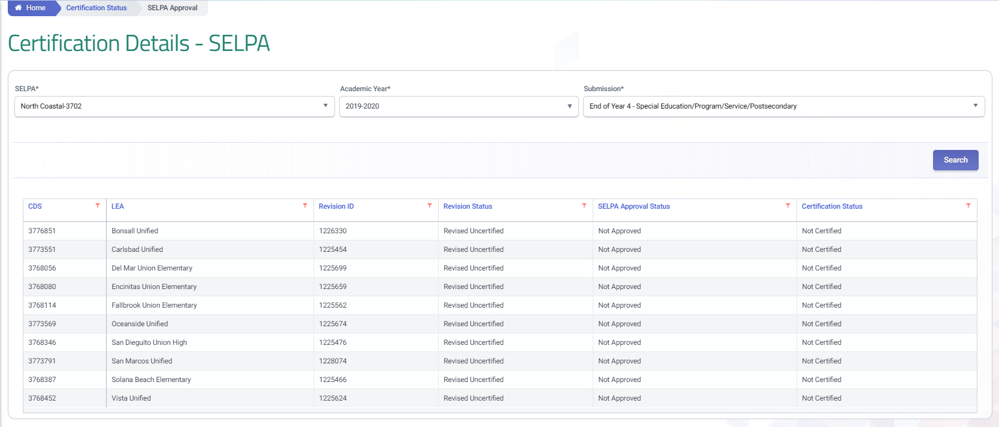 Home Certification Status SELPA Approval
Certification Details - SELPA
SELPA* Academic Year* Submission*
North Coastal-3702 2019-2020 End of Year 4 - Special Education/Program/Service/Postsecondary
Search
CDS LEA Revision ID Revision Status SELPA Approval Status Certification Status
3776851 Bonsall Unified 1226330 Revised Uncertified Not Approved Not Certified
3773551 Carlsbad Unified 1225454 Revised Uncertified Not Approved Not Certified
3768056 Del Mar Union Elementary 1225699 Revised Uncertified Not Approved Not Certified
3768080 Encinitas Union Elementary 1225659 Revised Uncertified Not Approved Not Certified
3768114 Fallbrook Union Elementary 1225562 Revised Uncertified Not Approved Not Certified
3773569 Oceanside Unified 1225674 Revised Uncertified Not Approved Not Certified
3768346 San Dieguito Union High 1225476 Revised Uncertified Not Approved Not Certified
3773791 San Marcos Unified 1228074 Revised Uncertified Not Approved Not Certified
3768387 Solana Beach Elementary 1225466 Revised Uncertified Not Approved Not Certified
3768452 Vista Unified 1225624 Revised Uncertified Not Approved Not Certified